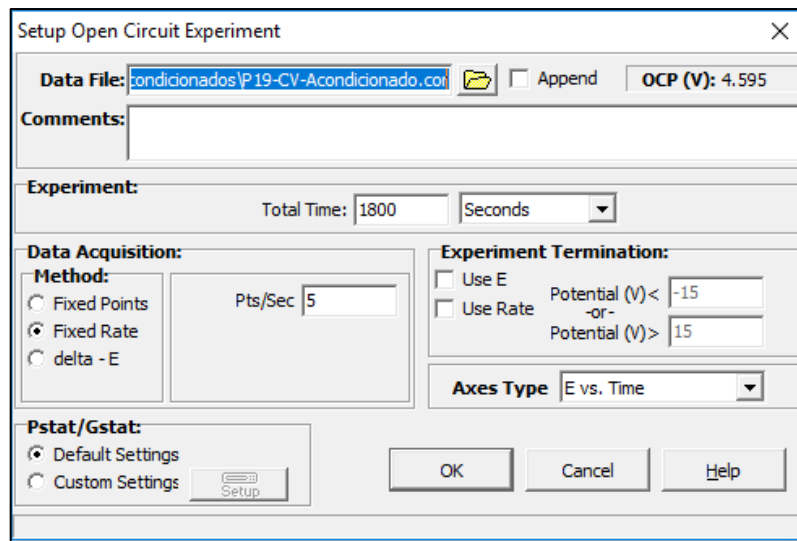 Setup Open Circuit Experiment
Data File: condicionados\P19-CV-Acondicionado.cor Append OCP (V): 4.595
Comments:
Experiment:
Total Time: 1800 Seconds
Data Acquisition:
Method:
Fixed Points
Fixed Rate
delta - E
Pts/Sec 5
Experiment Termination:
Use E
Use Rate
Potential (V)< -15
-or-
Potential (V)> 15
Axes Type E vs. Time
Pstat/Gstat:
Default Settings
Custom Settings Setup
OK Cancel Help